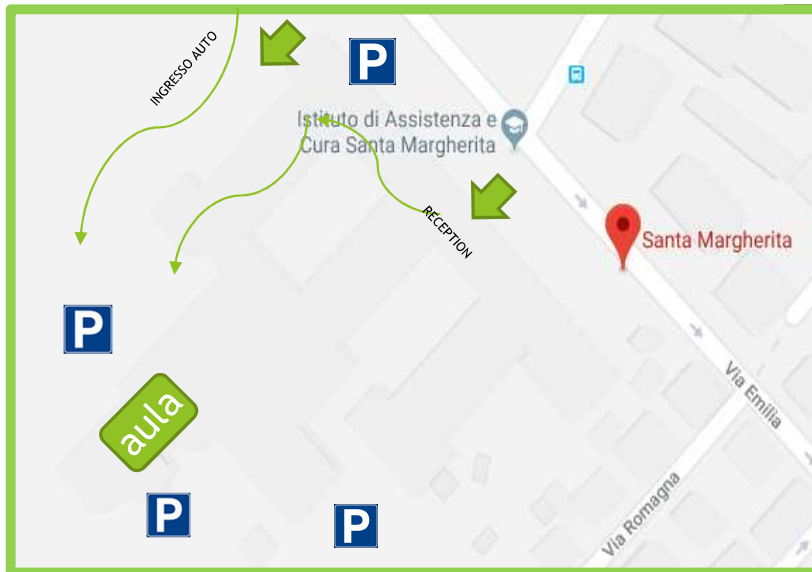 INGRESSO AUTO
P
Istituto di Assistenza e
Cura Santa Margherita
RECEPTION
Santa Margherita
P
Via Emilia
aula
P
P
Via Romagna